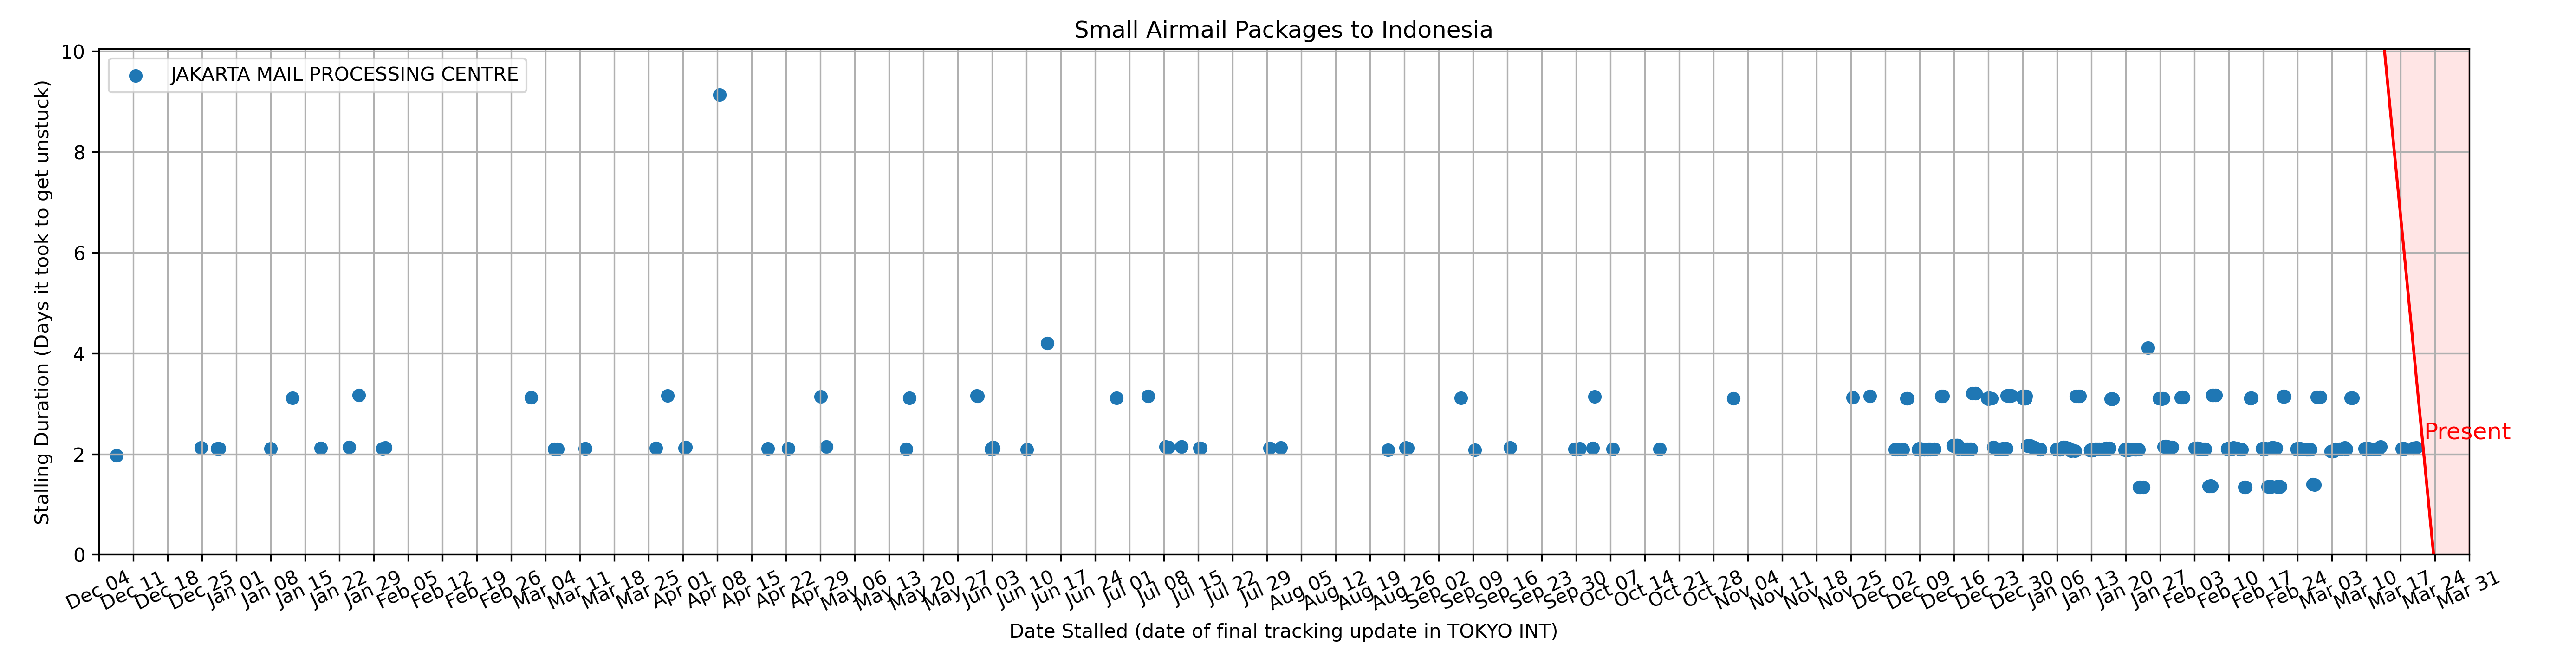 Small Airmail Packages to Indonesia
JAKARTA MAIL PROCESSING CENTRE
Stalling Duration (Days it took to get unstuck)
10
8
6
4
2
0
Present
Dec 04
Dec 11
Dec 18
Dec 25
Jan 01
Jan 08
Jan 15
Jan 22
Jan 29
Feb 05
Feb 12
Feb 19
Feb 26
Mar 04
Mar 11
Mar 18
Mar 25
Apr 01
Apr 08
Apr 15
Apr 22
Apr 29
May 06
May 13
May 20
May 27
Jun 03
Jun 10
Jun 17
Jun 24
Jul 01
Jul 08
Jul 15
Jul 22
Jul 29
Aug 05
Aug 12
Aug 19
Aug 26
Sep 02
Sep 09
Sep 16
Sep 23
Sep 30
Oct 07
Oct 14
Oct 21
Oct 28
Nov 04
Nov 11
Nov 18
Nov 25
Dec 02
Dec 09
Dec 16
Dec 23
Dec 30
Jan 06
Jan 13
Jan 20
Jan 27
Feb 03
Feb 10
Feb 17
Feb 24
Mar 03
Mar 10
Mar 17
Mar 24
Mar 31
Date Stalled (date of final tracking update in TOKYO INT)